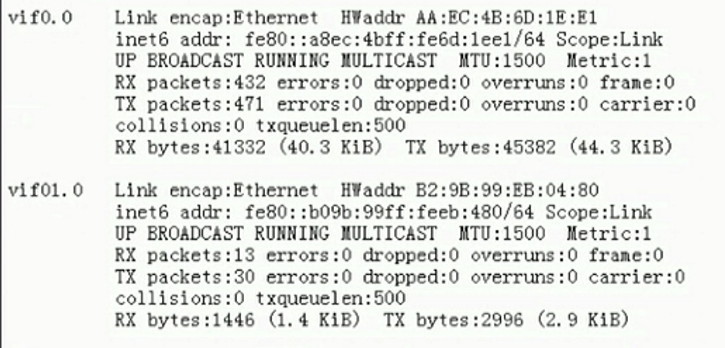 vif0.0 Link encap:Ethernet HWaddr AA:EC:4B:6D:1E:E1
inet6 addr: fe80::a8ec:4bff:fe6d:1ee1/64 Scope:Link
UP BROADCAST RUNNING MULTICAST MTU:1500 Metric:1
RX packets:432 errors:0 dropped:0 overruns:0 frame:0
TX packets:471 errors:0 dropped:0 overruns:0 carrier:0
collisions:0 txqueuelen:500
RX bytes:41332 (40.3 KiB) TX bytes:45382 (44.3 KiB)
vif01.0 Link encap:Ethernet HWaddr B2:9B:99:EB:04:80
inet6 addr: fe80::b09b:99ff:feeb:480/64 Scope:Link
UP BROADCAST RUNNING MULTICAST MTU:1500 Metric:1
RX packets:13 errors:0 dropped:0 overruns:0 frame:0
TX packets:30 errors:0 dropped:0 overruns:0 carrier:0
collisions:0 txqueuelen:500
RX bytes:1446 (1.4 KiB) TX bytes:2996 (2.9 KiB)